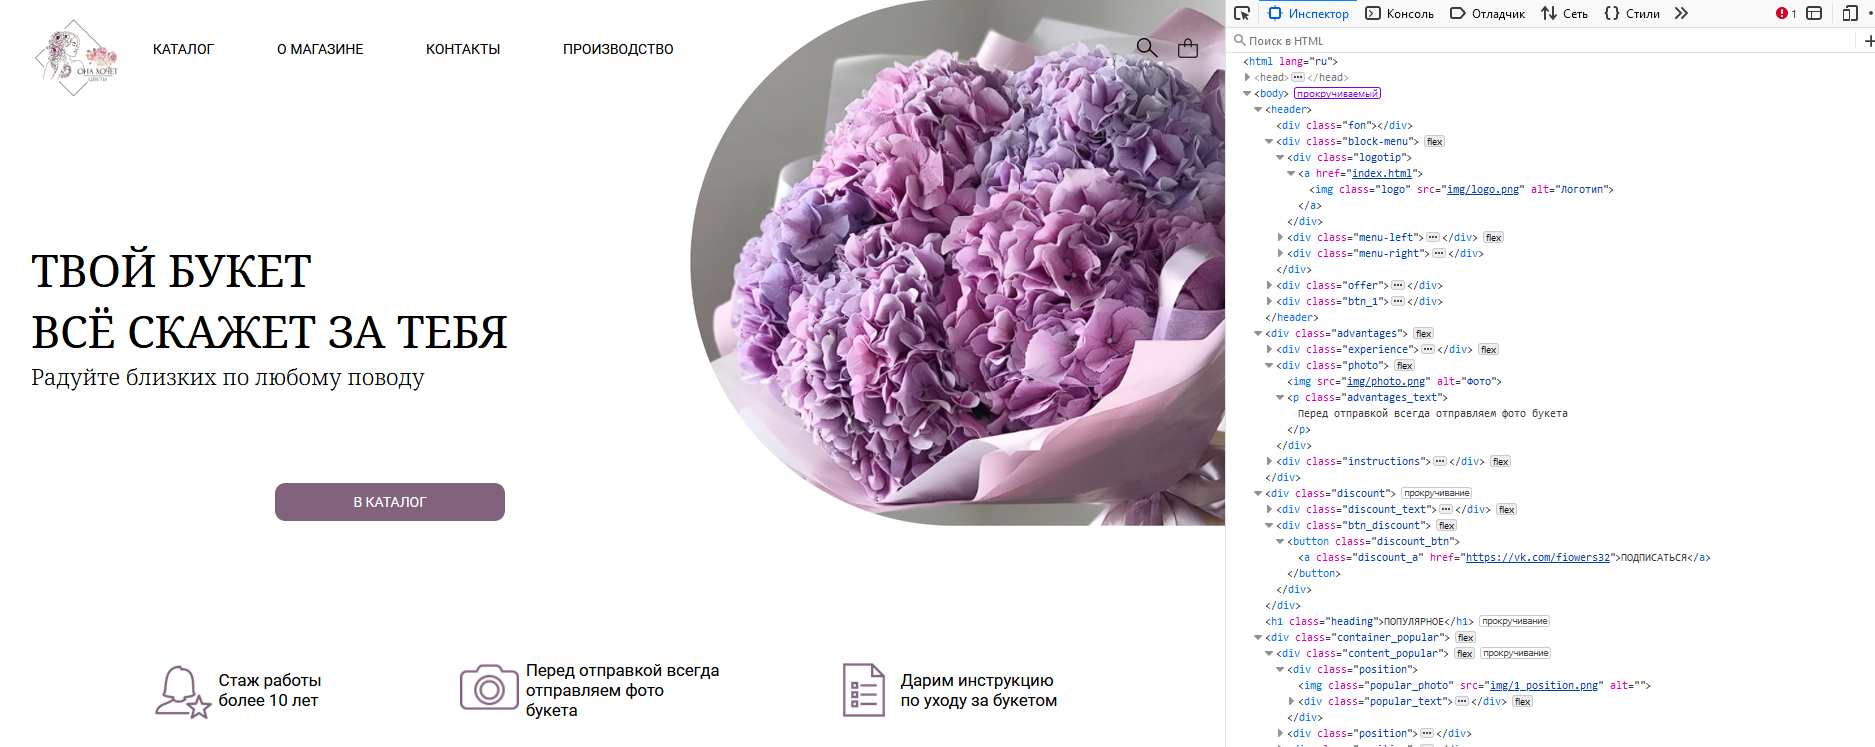 ОНА ХОЧЕТ
ЦВЕТЫ
КАТАЛОГ
О МАГАЗИНЕ
КОНТАКТЫ
ПРОИЗВОДСТВО
ТВОЙ БУКЕТ
ВСЁ СКАЖЕТ ЗА ТЕБЯ
Радуйте близких по любому поводу
В КАТАЛОГ
Стаж работы
более 10 лет
Перед отправкой всегда
отправляем фото
букета
Дарим инструкцию
по уходу за букетом
Инспектор
Консоль
Отладчик
Сеть
Стили
1
Поиск в HTML
<html lang="ru">
<head> ••• </head>
<body> прокручиваемый
<header>
<div class="fon"></div>
<div class="block-menu"> flex
<div class="logotip">
<a href="index.html">
<img class="logo" src="img/logo.png" alt="Логотип">
</a>
</div>
<div class="menu-left"> ••• </div> flex
<div class="menu-right"> ••• </div>
</div>
<div class="offer"> ••• </div>
<div class="btn_1"> ••• </div>
</header>
<div class="advantages"> flex
<div class="experience"> ••• </div> flex
<div class="photo"> flex
<img src="img/photo.png" alt="Фото">
<p class="advantages_text">
Перед отправкой всегда отправляем фото букета
</p>
</div>
<div class="instructions"> ••• </div> flex
</div>
<div class="discount"> прокручивание
<div class="discount_text"> ••• </div> flex
<div class="btn_discount"> flex
<button class="discount_btn">
<a class="discount_a" href="https://vk.com/fiowers32">ПОДПИСАТЬСЯ</a>
</button>
</div>
</div>
<h1 class="heading">ПОПУЛЯРНОЕ</h1> прокручивание
<div class="container_popular"> flex
<div class="content_popular"> flex прокручивание
<div class="position">
<img class="popular_photo" src="img/1_position.png" alt="">
<div class="popular_text"> ••• </div> flex
</div>
<div class="position"> ••• </div>